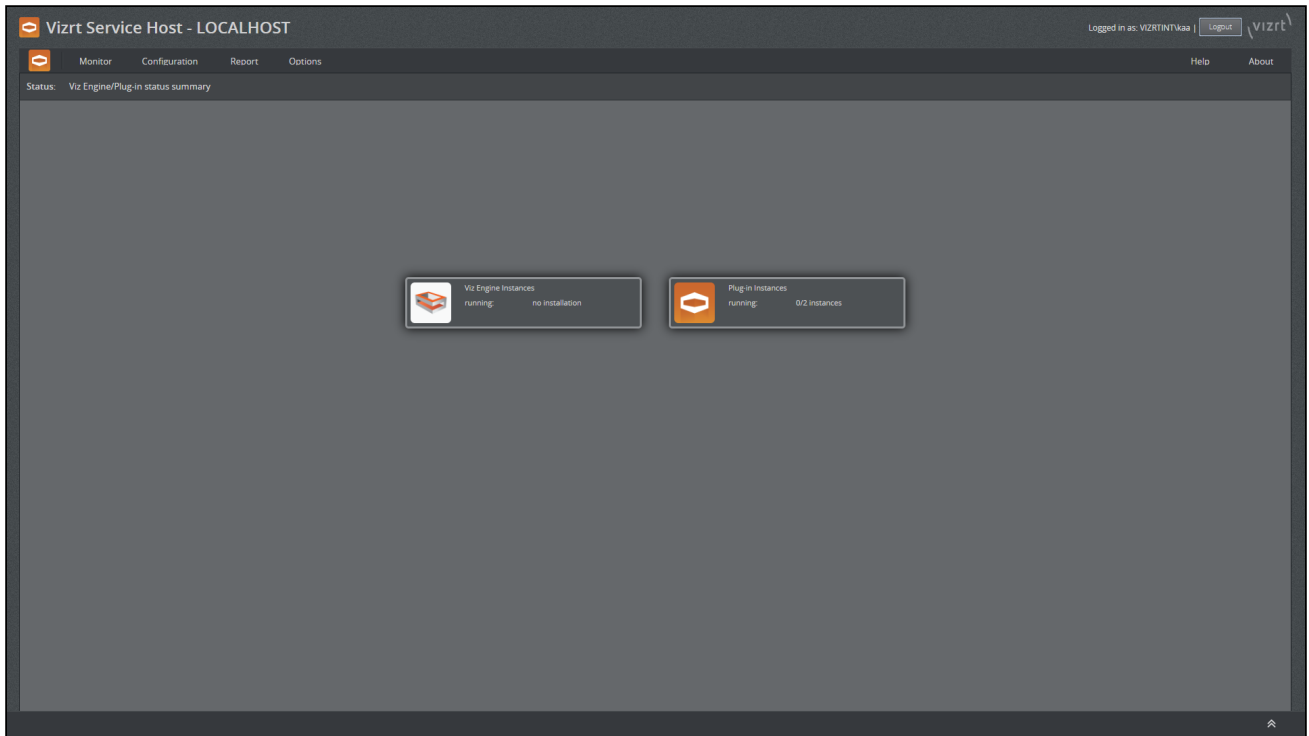 Vizrt Service Host - LOCALHOST
Logged in as: VIZRTINT\kaa | Logout vizrt
Monitor Configuration Report Options Help About
Status: Viz Engine/Plug-in status summary
Viz Engine Instances
running: no installation
Plug-in Instances
running: 0/2 instances